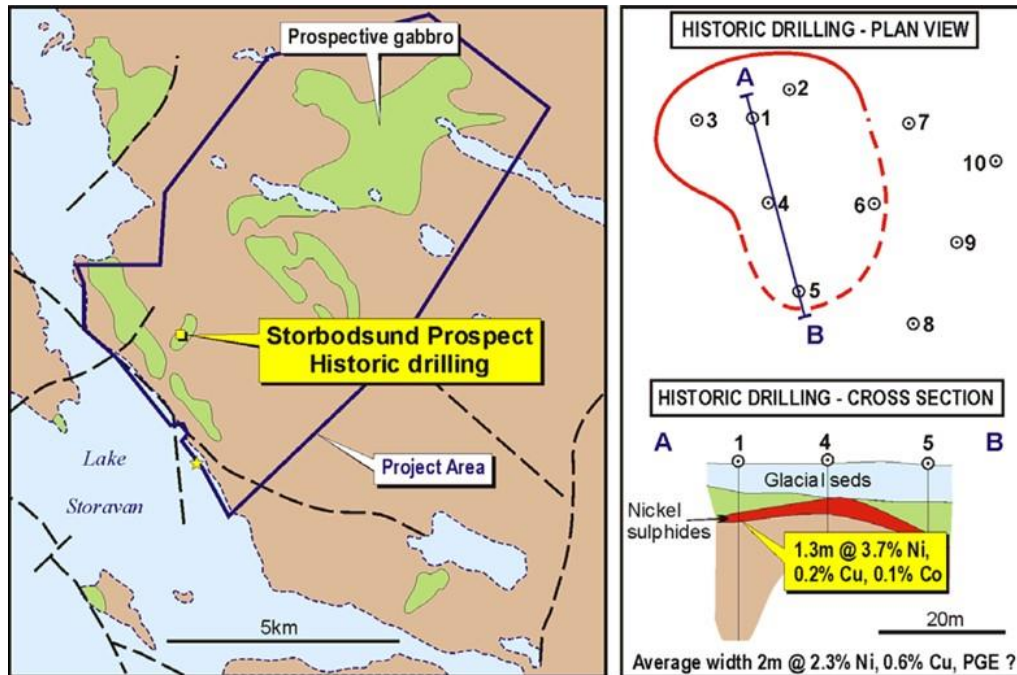 Prospective gabbro
Storbodsund Prospect
Historic drilling
Project Area
Lake
Storavan
5km
HISTORIC DRILLING - PLAN VIEW
A
2
3
1
7
10
4
6
9
5
8
B
HISTORIC DRILLING - CROSS SECTION
A
1
4
5
B
Glacial seds
Nickel
sulphides
1.3m @ 3.7% Ni,
0.2% Cu, 0.1% Co
20m
Average width 2m @ 2.3% Ni, 0.6% Cu, PGE ?